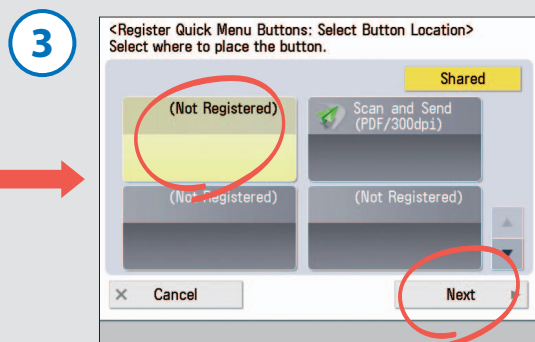 3
<Register Quick Menu Buttons: Select Button Location>
Select where to place the button.
Shared
(Not Registered)
Scan and Send
(PDF/300dpi)
(Not Registered)
(Not Registered)
Cancel
Next